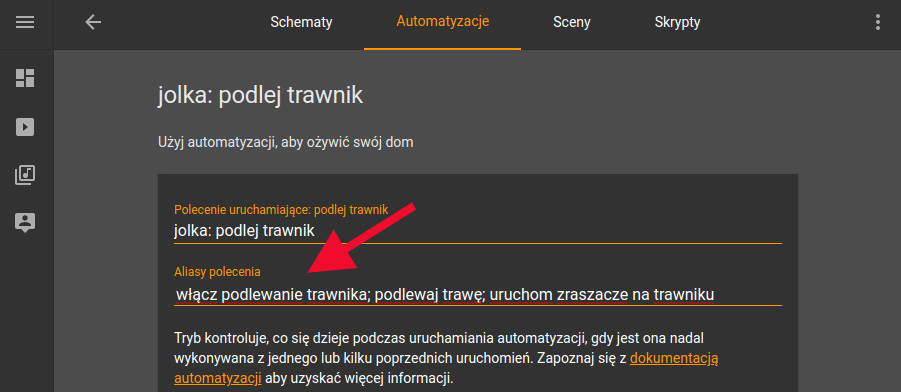 Schematy Automatyzacje Sceny Skrypty
jolka: podlej trawnik
Użyj automatyzacji, aby ożywić swój dom
Polecenie uruchamiające: podlej trawnik
jolka: podlej trawnik
Aliasy polecenia
włącz podlewanie trawnika; podlewaj trawę; uruchom zraszacze na trawniku
Tryb kontroluje, co się dzieje podczas uruchamiania automatyzacji, gdy jest ona nadal
wykonywana z jednego lub kilku poprzednich uruchomień. Zapoznaj się z dokumentacją
automatyzacji aby uzyskać więcej informacji.